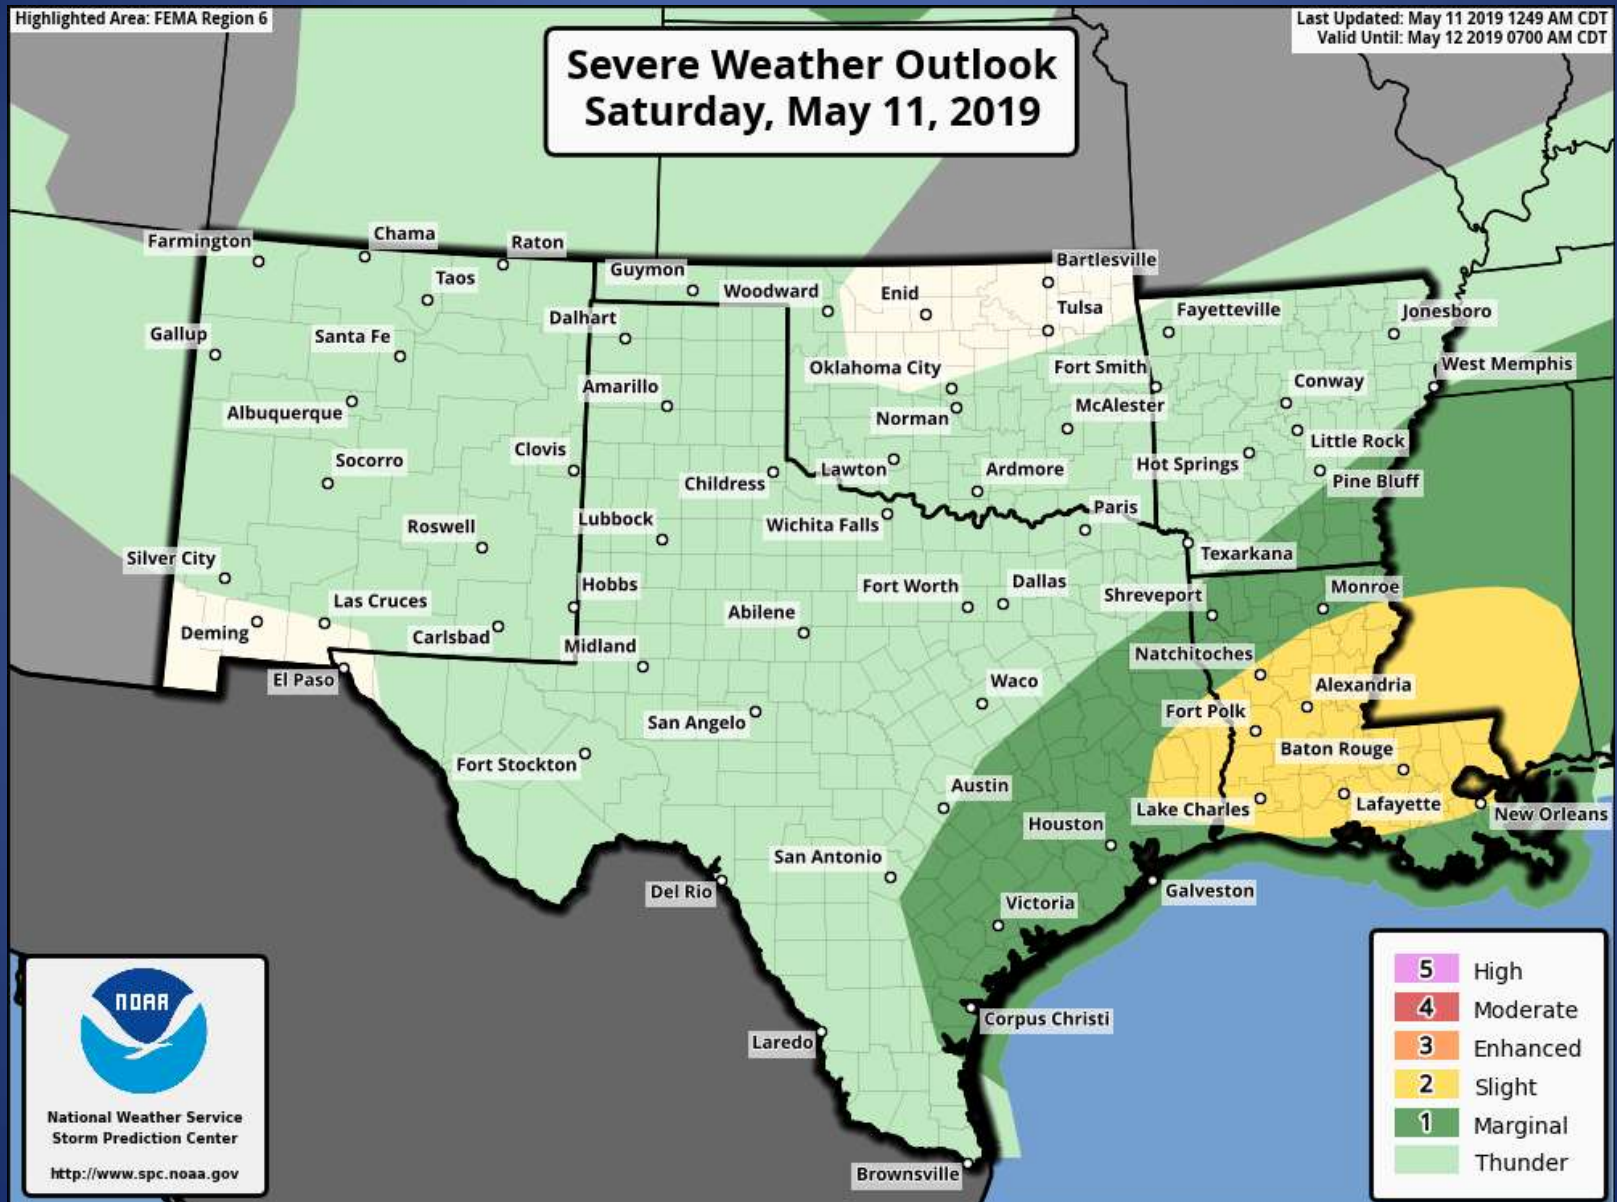 Highlighted Area: FEMA Region 6
Last Updated: May 11 2019 1249 AM CDT
Valid Until: May 12 2019 0700 AM CDT
Severe Weather Outlook
Saturday, May 11, 2019
Farmington
Chama
Raton
Taos
Guymon
Woodward
Enid
Bartlesville
Tulsa
Fayetteville
Jonesboro
Gallup
Santa Fe
Dalhart
Oklahoma City
Fort Smith
West Memphis
Albuquerque
Amarillo
Norman
McAlester
Conway
Little Rock
Socorro
Clovis
Childress
Lawton
Ardmore
Hot Springs
Pine Bluff
Roswell
Lubbock
Wichita Falls
Paris
Texarkana
Silver City
Las Cruces
Hobbs
Fort Worth
Dallas
Shreveport
Monroe
Deming
Carlsbad
Abilene
Midland
Natchitoches
El Paso
San Angelo
Waco
Alexandria
Fort Polk
Fort Stockton
Baton Rouge
Austin
Houston
Lake Charles
Lafayette
New Orleans
San Antonio
Del Rio
Galveston
Victoria
Corpus Christi
Laredo
Brownsville
NOAA
National Weather Service
Storm Prediction Center
http://www.spc.noaa.gov
5 High
4 Moderate
3 Enhanced
2 Slight
1 Marginal
Thunder